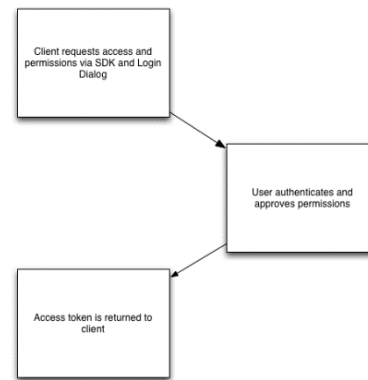 Client requests access and
permissions via SDK and Login
Dialog
User authenticates and
approves permissions
Access token is returned to
client